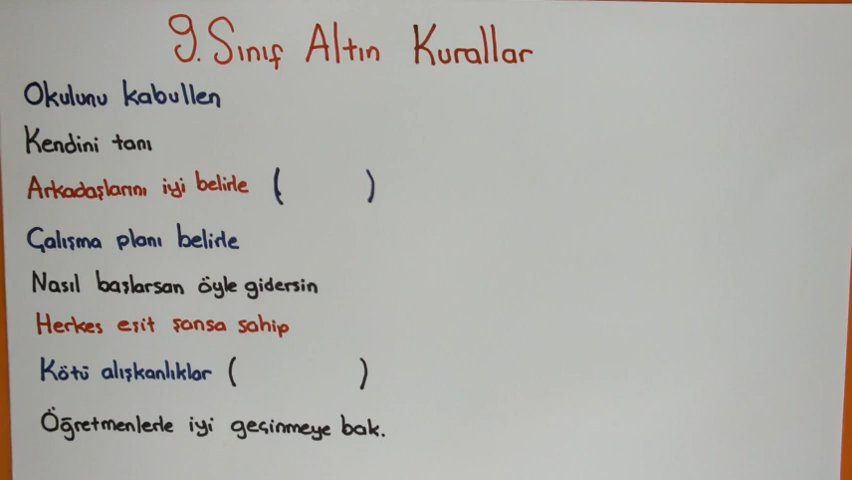 9. Sınıf Altın Kurallar
Okulunu kabullen
Kendini tanı
Arkadaşlarını iyi belirle (        )
Çalışma planı belirle
Nasıl başlarsan öyle gidersin
Herkes eşit şansa sahip
Kötü alışkanlıklar (        )
Öğretmenlerle iyi geçinmeye bak.